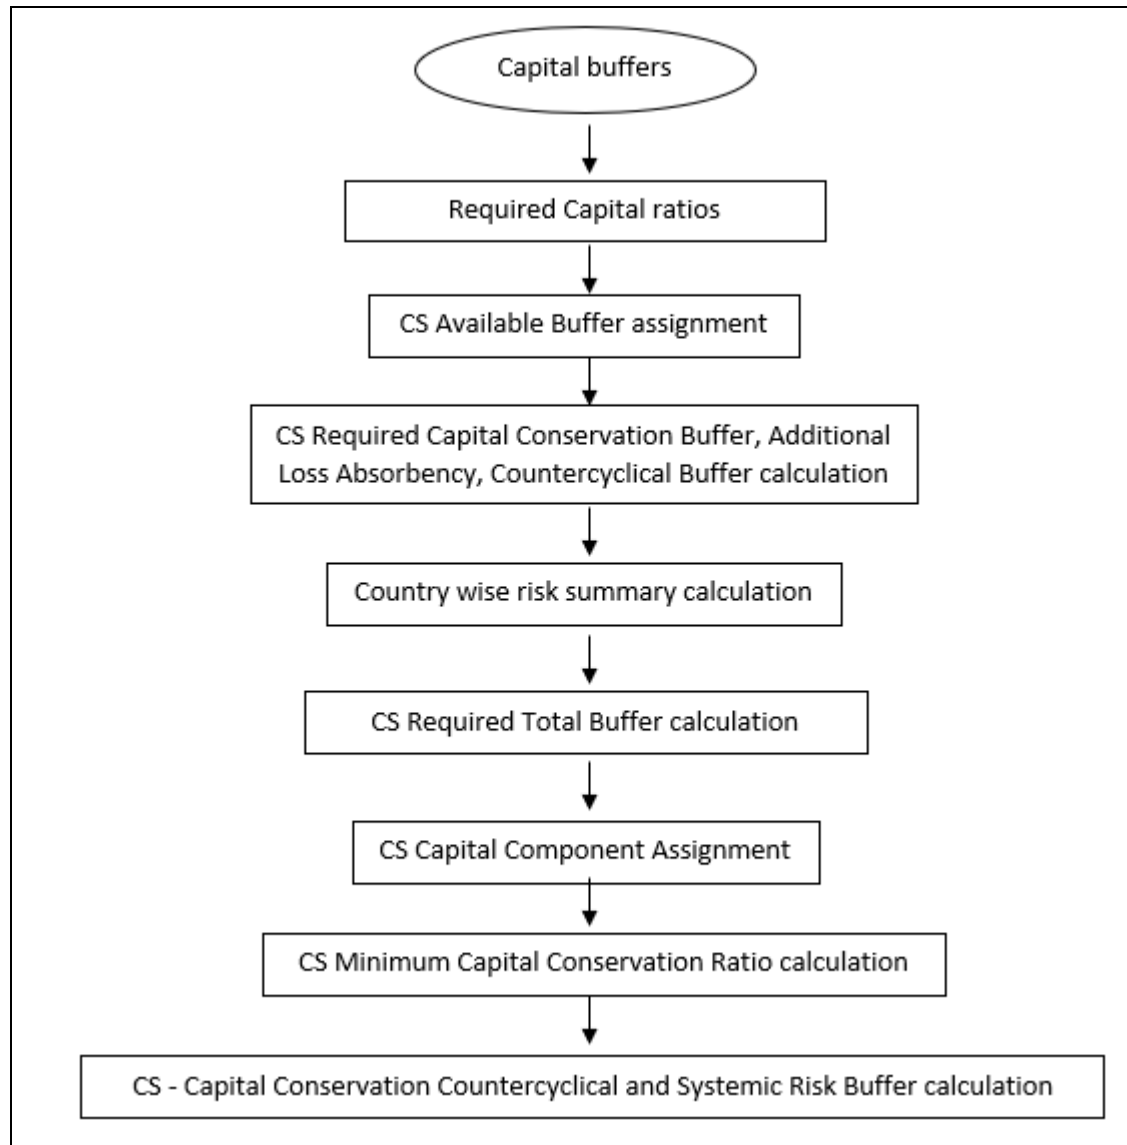 Capital buffers
Required Capital ratios
CS Available Buffer assignment
CS Required Capital Conservation Buffer, Additional
Loss Absorbency, Countercyclical Buffer calculation
Country wise risk summary calculation
CS Required Total Buffer calculation
CS Capital Component Assignment
CS Minimum Capital Conservation Ratio calculation
CS - Capital Conservation Countercyclical and Systemic Risk Buffer calculation